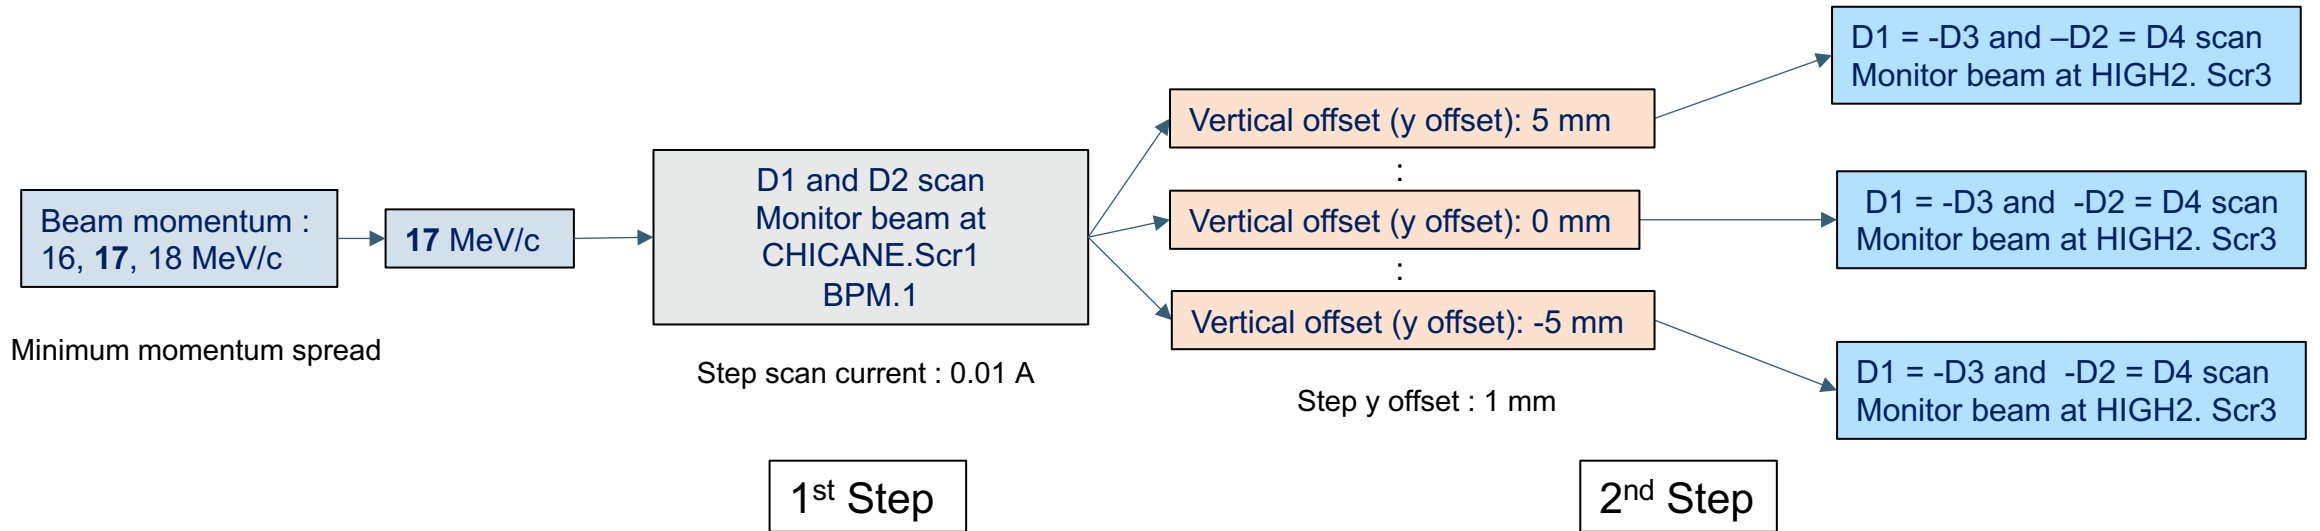 Beam momentum :
16, 17, 18 MeV/c
Minimum momentum spread
17 MeV/c
D1 and D2 scan
Monitor beam at
CHICANE.Scr1
BPM.1
Step scan current : 0.01 A
1st Step
Vertical offset (y offset): 5 mm
:
Vertical offset (y offset): 0 mm
:
Vertical offset (y offset): -5 mm
Step y offset : 1 mm
2nd Step
D1 = -D3 and –D2 = D4 scan
Monitor beam at HIGH2. Scr3
D1 = -D3 and  -D2 = D4 scan
Monitor beam at HIGH2. Scr3
D1 = -D3 and  -D2 = D4 scan
Monitor beam at HIGH2. Scr3